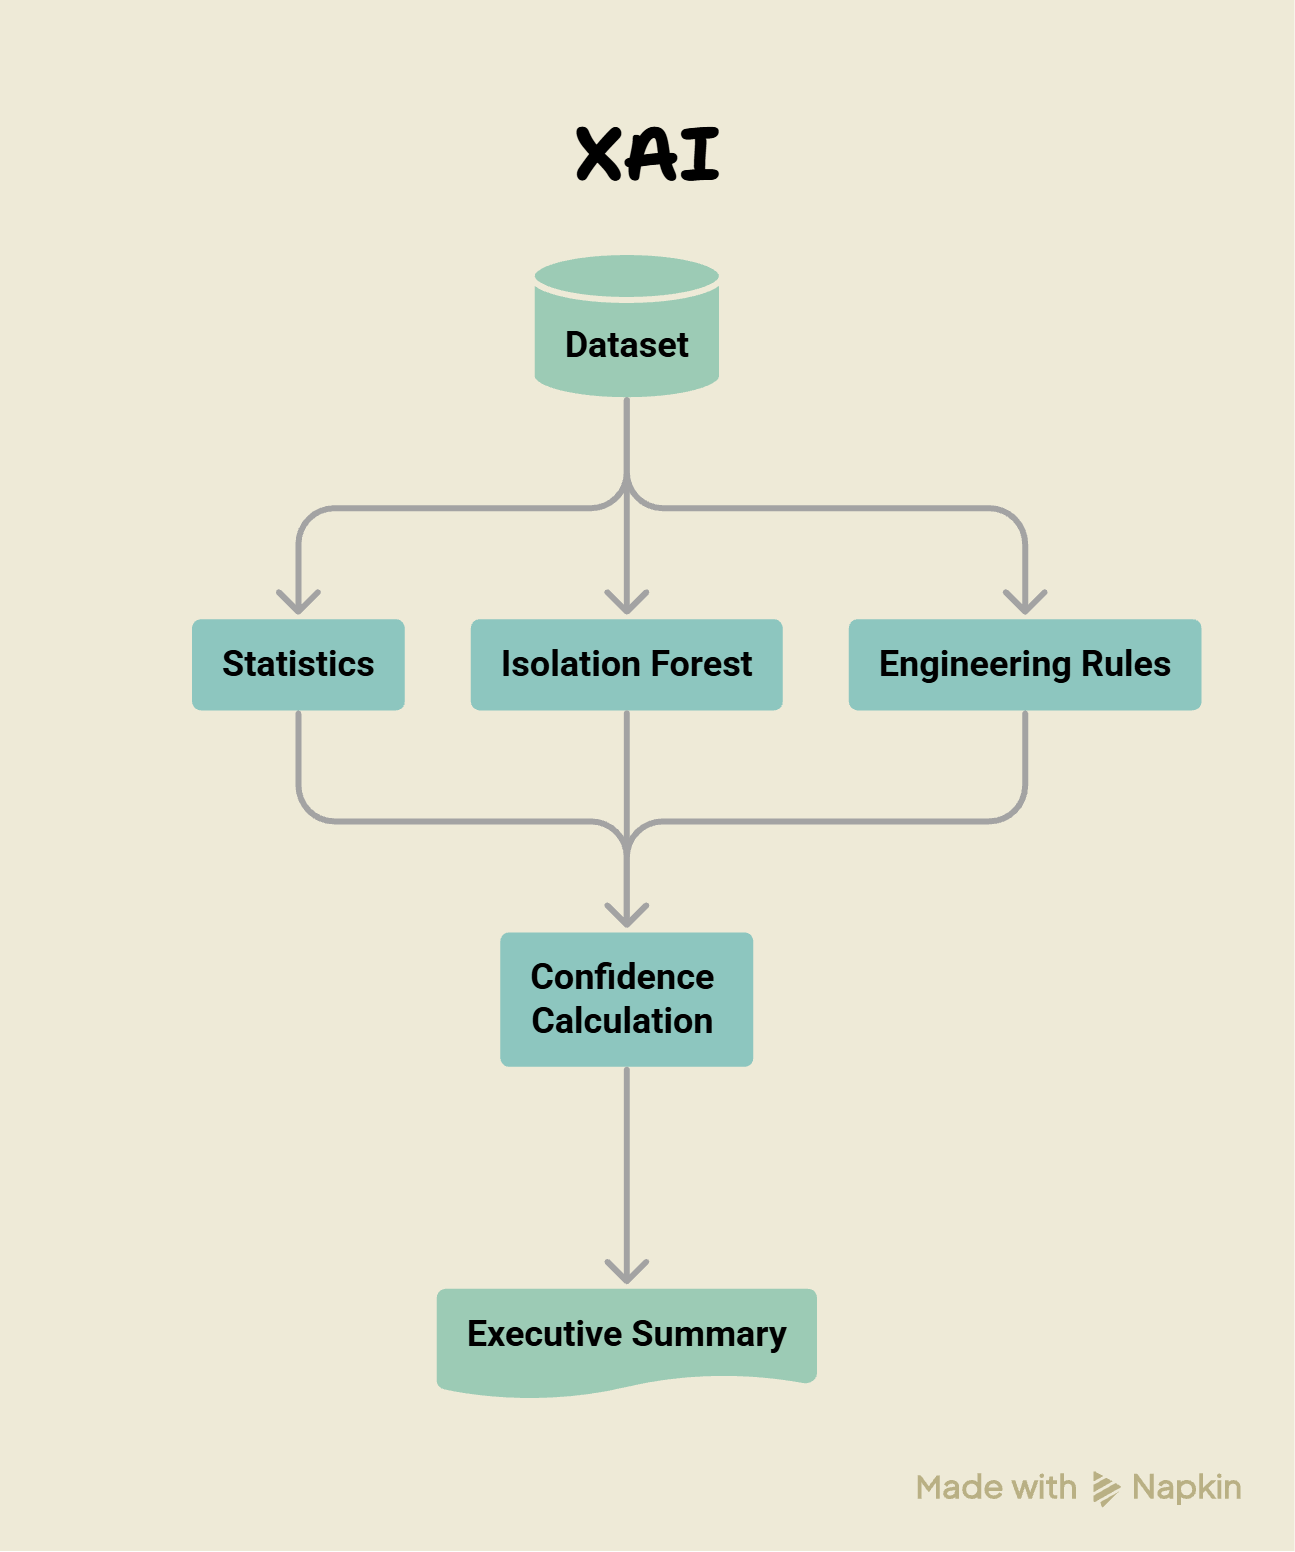 XAI
Dataset
Statistics
Isolation Forest
Engineering Rules
Confidence
Calculation
Executive Summary
Made with Napkin